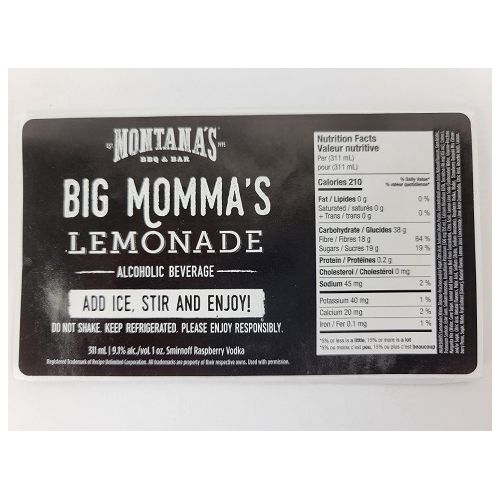 EST. MONTANA'S 1995
BBQ & BAR
BIG MOMMA'S
LEMONADE
ALCOHOLIC BEVERAGE
ADD ICE, STIR AND ENJOY!
DO NOT SHAKE. KEEP REFRIGERATED. PLEASE ENJOY RESPONSIBLY.
311 mL | 9.1% alc./vol. 1 oz. Smirnoff Raspberry Vodka
Registered Trademark of Recipe Unlimited Corporation. All trademarks are property of their respective owners. Used with permission.
Nutrition Facts
Valeur nutritive
Per (311 mL)
pour (311 mL)
Calories 210
% Daily Value*
% valeur quotidienne*
Fat / Lipides 0 g 0 %
Saturated / saturés 0 g
+ Trans / trans 0 g 0 %
Carbohydrate / Glucides 38 g
Fibre / Fibres 18 g 64 %
Sugars / Sucres 19 g 19 %
Protein / Protéines 0.2 g
Cholesterol / Cholestérol 0 mg
Sodium 45 mg 2 %
Potassium 40 mg 1 %
Calcium 20 mg 2 %
Iron / Fer 0.1 mg 1 %
*5% or less is a little, 15% or more is a lot
*5% ou moins c'est peu, 15% ou plus c'est beaucoup